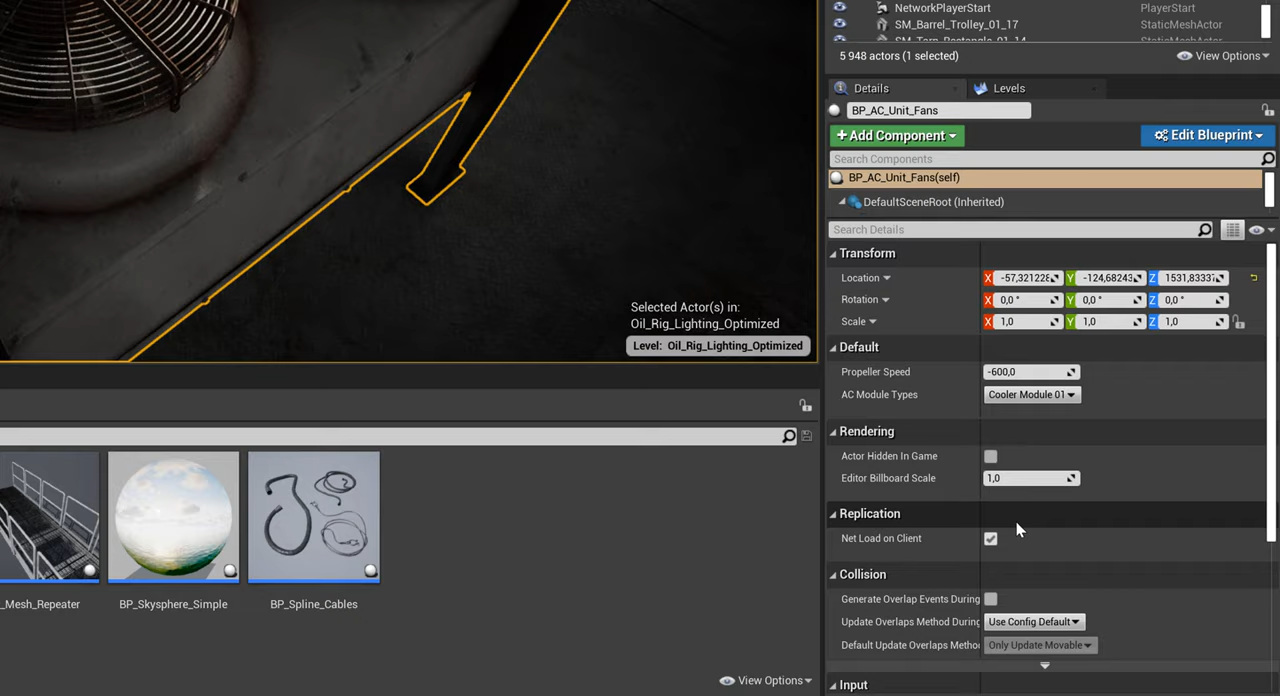 NetworkPlayerStart PlayerStart
SM_Barrel_Trolley_01_17 StaticMeshActor
SM_Tarp_Rectangle_01_14 StaticMeshActor
5 948 actors (1 selected) View Options
Details Levels
BP_AC_Unit_Fans
+Add Component Edit Blueprint
Search Components
BP_AC_Unit_Fans(self)
DefaultSceneRoot (Inherited)
Search Details
Transform
Location X -57,321228 Y -124,68243 Z 1531,83337
Rotation X 0,0 ° Y 0,0 ° Z 0,0 °
Scale X 1,0 Y 1,0 Z 1,0
Default
Propeller Speed -600,0
AC Module Types Cooler Module 01
Rendering
Actor Hidden In Game
Editor Billboard Scale 1,0
Replication
Net Load on Client
Collision
Generate Overlap Events During
Update Overlaps Method During Use Config Default
Default Update Overlaps Metho Only Update Movable
Input
Selected Actor(s) in:
Oil_Rig_Lighting_Optimized
Level: Oil_Rig_Lighting_Optimized
_Mesh_Repeater
BP_Skysphere_Simple
BP_Spline_Cables
View Options